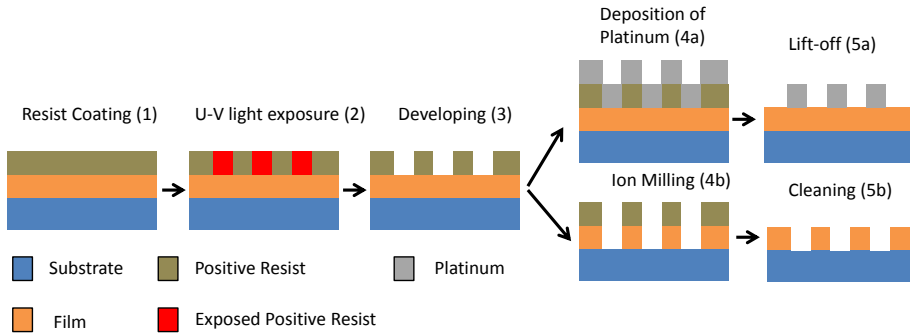 Resist Coating (1)
U-V light exposure (2)
Developing (3)
Deposition of
Platinum (4a)
Lift-off (5a)
Ion Milling (4b)
Cleaning (5b)
Substrate
Positive Resist
Platinum
Film
Exposed Positive Resist